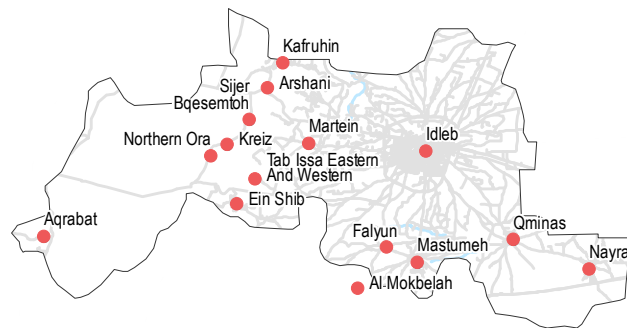 Kafruhin
Sijer
Arshani
Bqesemtoh
Northern Ora
Kreiz
Martein
Idleb
Tab Issa Eastern
And Western
Ein Shib
Aqrabat
Falyun
Mastumeh
Qminas
Nayra
Al Mokbelah